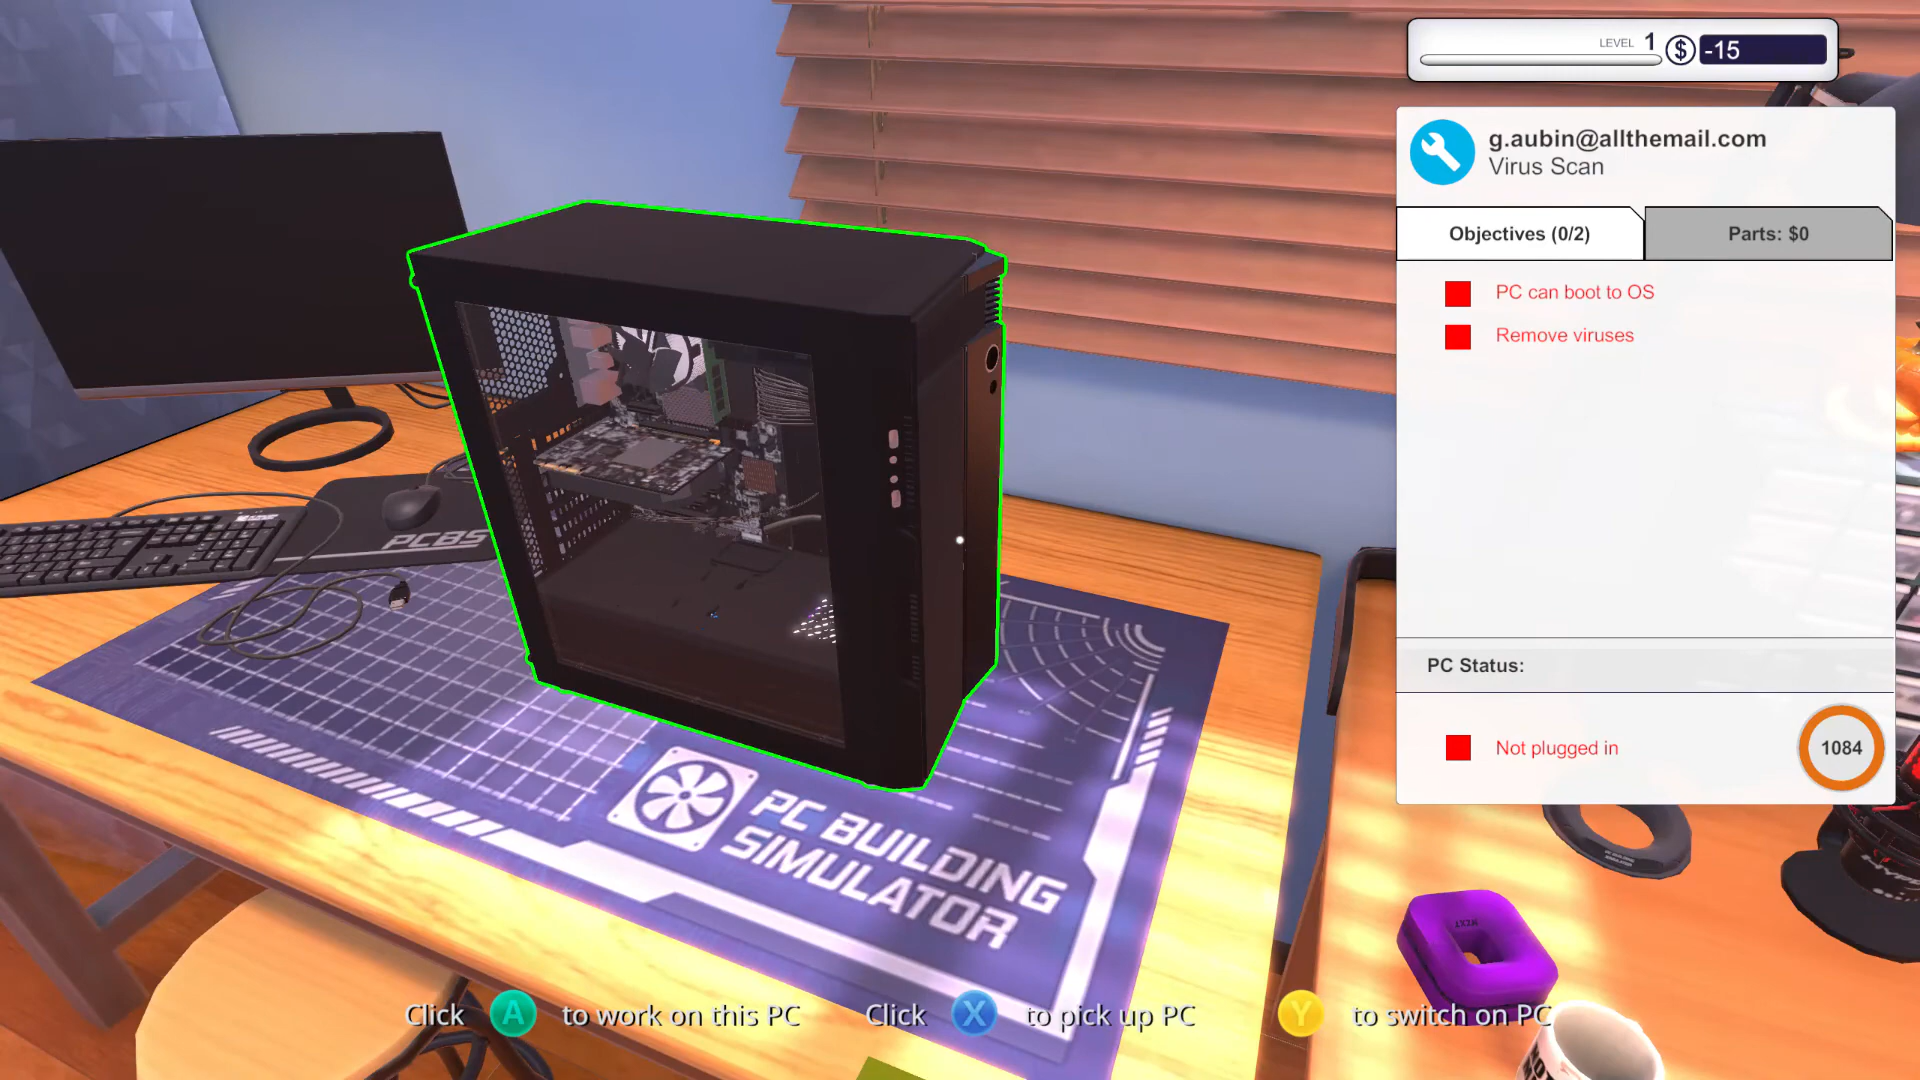 LEVEL 1 $ -15
g.aubin@allthemail.com
Virus Scan
Objectives (0/2)
Parts: $0
PC can boot to OS
Remove viruses
PC Status:
Not plugged in
1084
PCBS
PC BUILDING
SIMULATOR
NZXT
Click A to work on this PC
Click X to pick up PC
Y to switch on PC